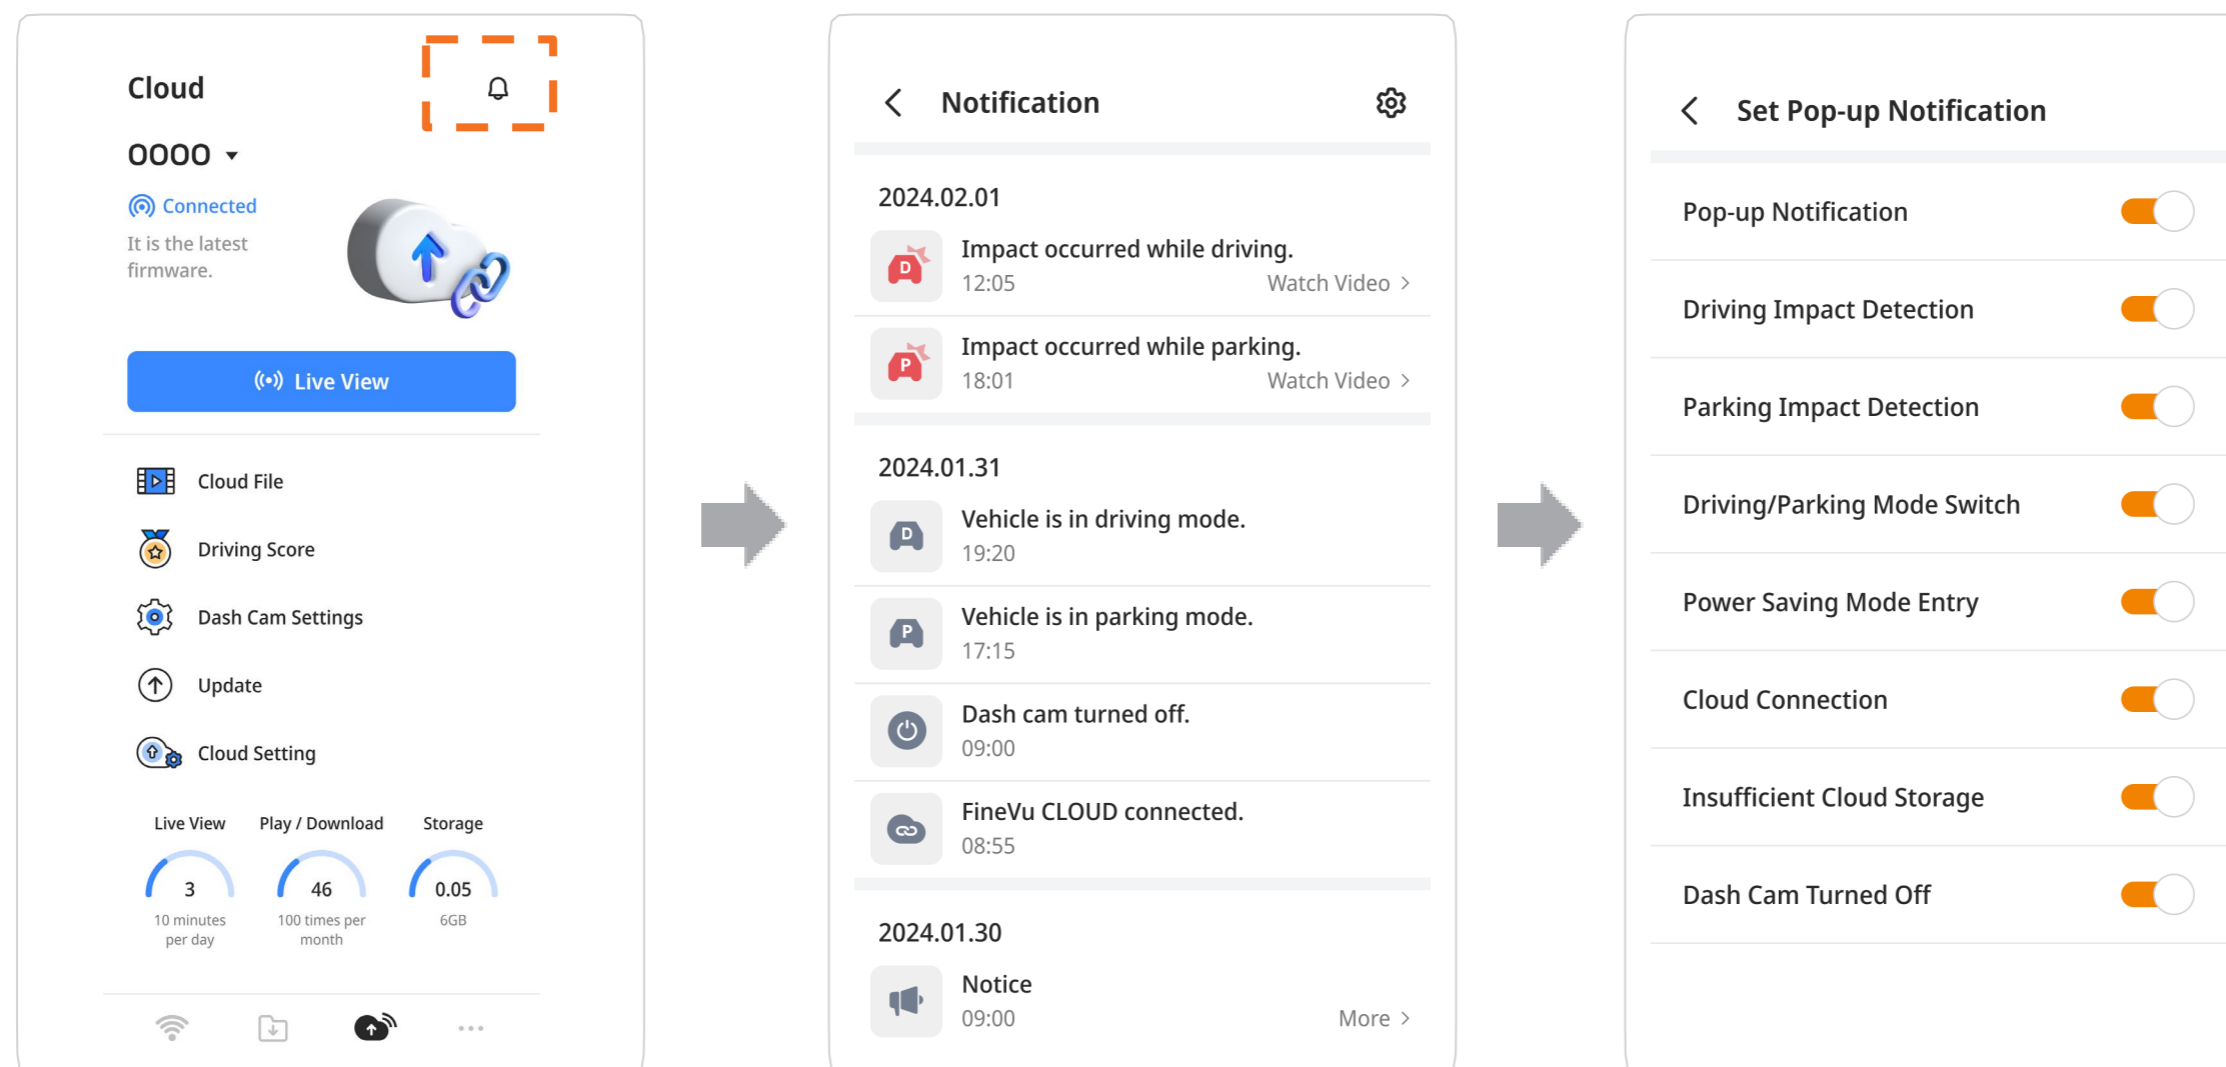 Cloud
OOOO
Connected
It is the latest
firmware.
Live View
Cloud File
Driving Score
Dash Cam Settings
Update
Cloud Setting
Live View Play / Download Storage
3 46 0.05
10 minutes 100 times per 6GB
per day month
Notification
2024.02.01
D
Impact occurred while driving.
12:05 Watch Video >
P
Impact occurred while parking.
18:01 Watch Video >
2024.01.31
D
Vehicle is in driving mode.
19:20
P
Vehicle is in parking mode.
17:15
Dash cam turned off.
09:00
FineVu CLOUD connected.
08:55
2024.01.30
Notice
09:00 More >
Set Pop-up Notification
Pop-up Notification
Driving Impact Detection
Parking Impact Detection
Driving/Parking Mode Switch
Power Saving Mode Entry
Cloud Connection
Insufficient Cloud Storage
Dash Cam Turned Off